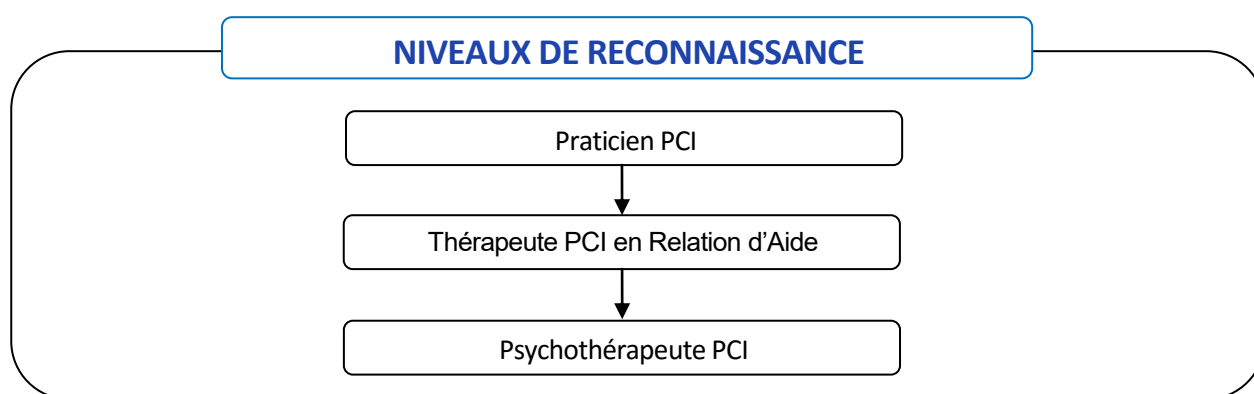 NIVEAUX DE RECONNAISSANCE
Praticien PCI
Thérapeute PCI en Relation d’Aide
Psychothérapeute PCI